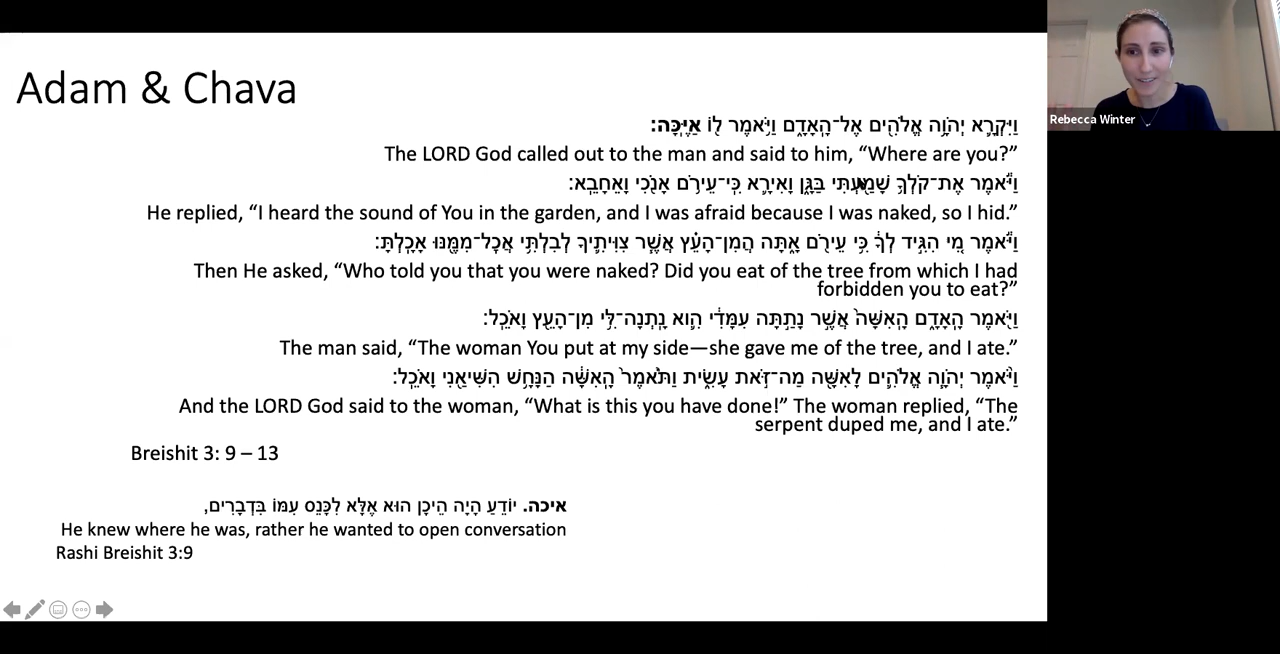 Adam & Chava
Rebecca Winter
וַיִּקְרָ֛א יְהוָ֥ה אֱלֹהִ֖ים אֶל־הָֽאָדָ֑ם וַיֹּ֥אמֶר ל֖וֹ אַיֶּֽכָּה׃
The LORD God called out to the man and said to him, “Where are you?”
וַיֹּ֕אמֶר אֶת־קֹלְךָ֥ שָׁמַ֖עְתִּי בַּגָּ֑ן וָאִירָ֛א כִּֽי־עֵירֹ֥ם אָנֹ֖כִי וָאֵחָבֵֽא׃
He replied, “I heard the sound of You in the garden, and I was afraid because I was naked, so I hid.”
וַיֹּ֕אמֶר מִ֚י הִגִּ֣יד לְךָ֔ כִּ֥י עֵירֹ֖ם אָ֑תָּה הֲמִן־הָעֵ֗ץ אֲשֶׁ֧ר צִוִּיתִ֛יךָ לְבִלְתִּ֥י אֲכָל־מִמֶּ֖נּוּ אָכָֽלְתָּ׃
Then He asked, “Who told you that you were naked? Did you eat of the tree from which I had
forbidden you to eat?”
וַיֹּ֖אמֶר הָֽאָדָ֑ם הָֽאִשָּׁה֙ אֲשֶׁ֣ר נָתַ֣תָּה עִמָּדִ֔י הִ֛וא נָֽתְנָה־לִּ֥י מִן־הָעֵ֖ץ וָאֹכֵֽל׃
The man said, “The woman You put at my side—she gave me of the tree, and I ate.”
וַיֹּ֨אמֶר יְהוָ֧ה אֱלֹהִ֛ים לָאִשָּׁ֖ה מַה־זֹּ֣את עָשִׂ֑ית וַתֹּ֙אמֶר֙ הָֽאִשָּׁ֔ה הַנָּחָ֥שׁ הִשִּׁיאַ֖נִי וָאֹכֵֽל׃
And the LORD God said to the woman, “What is this you have done!” The woman replied, “The
serpent duped me, and I ate.”
Breishit 3: 9 – 13
איכה. יוֹדֵעַ הָיָה הֵיכָן הוּא אֶלָּא לִכָּנֵס עִמּוֹ בִּדְבָרִים,
He knew where he was, rather he wanted to open conversation
Rashi Breishit 3:9